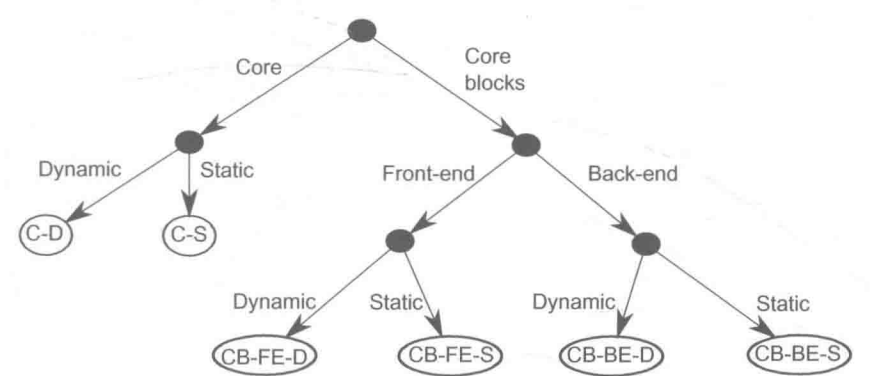 Core
Core
blocks
Dynamic
Static
Front-end
Back-end
C-D
C-S
Dynamic
Static
Dynamic
Static
CB-FE-D
CB-FE-S
CB-BE-D
CB-BE-S